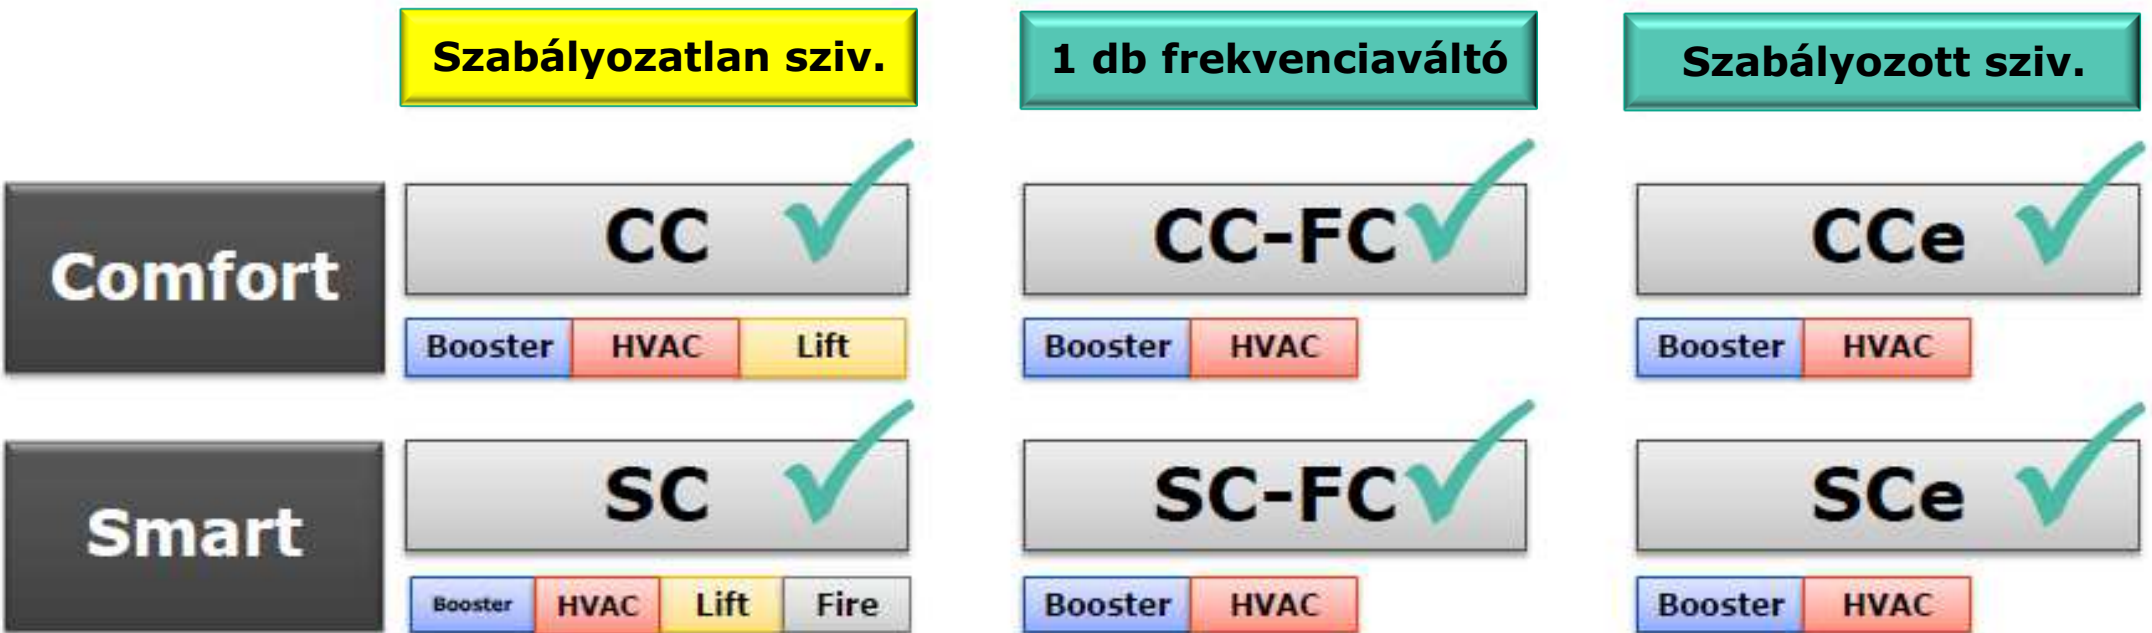 Szabályozatlan sziv.
1 db frekvenciaváltó
Szabályozott sziv.
Comfort
CC
CC-FC
CCe
Booster HVAC Lift
Booster HVAC
Booster HVAC
Smart
SC
SC-FC
SCe
Booster HVAC Lift Fire
Booster HVAC
Booster HVAC